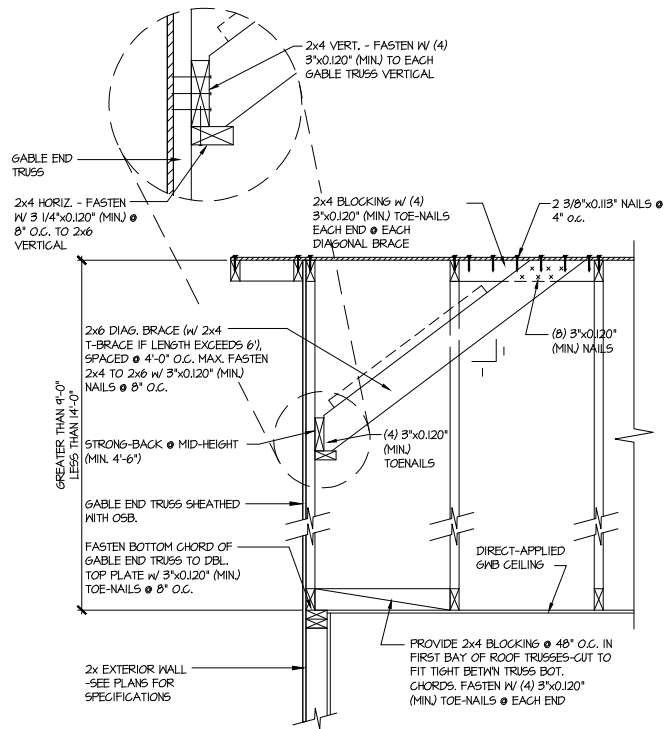 2x4 VERT. - FASTEN W/ (4)
3"x0.120" (MIN.) TO EACH
GABLE TRUSS VERTICAL
GABLE END
TRUSS
2x4 HORIZ. - FASTEN
W/ 3 1/4"x0.120" (MIN.) @
8" O.C. TO 2x6
VERTICAL
2x4 BLOCKING W/ (4)
3"x0.120" (MIN.) TOE-NAILS
EACH END @ EACH
DIAGONAL BRACE
2 3/8"x0.113" NAILS @
4" O.C.
2x6 DIAG. BRACE (W/ 2x4
T-BRACE IF LENGTH EXCEEDS 6'),
SPACED @ 4'-0" O.C. MAX. FASTEN
2x4 TO 2x6 W/ 3"x0.120" (MIN.)
NAILS @ 8" O.C.
(8) 3"x0.120"
(MIN.) NAILS
1
1
GREATER THAN 9'-0"
LESS THAN 14'-0"
STRONG-BACK @ MID-HEIGHT
(MIN. 4'-6")
(4) 3"x0.120"
(MIN.)
TOENAILS
GABLE END TRUSS SHEATHED
WITH OSB.
FASTEN BOTTOM CHORD OF
GABLE END TRUSS TO DBL.
TOP PLATE W/ 3"x0.120" (MIN.)
TOE-NAILS @ 8" O.C.
DIRECT-APPLIED
GWB CEILING
2x EXTERIOR WALL
-SEE PLANS FOR
SPECIFICATIONS
PROVIDE 2x4 BLOCKING @ 48" O.C. IN
FIRST BAY OF ROOF TRUSSES-CUT TO
FIT TIGHT BETW'N TRUSS BOT.
CHORDS. FASTEN W/ (4) 3"x0.120"
(MIN.) TOE-NAILS @ EACH END